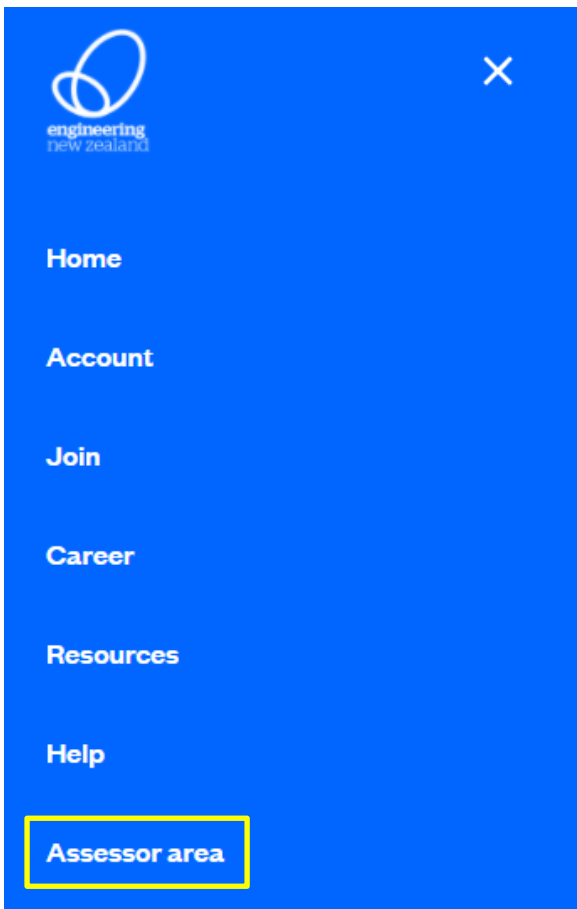 engineering
new zealand
Home
Account
Join
Career
Resources
Help
Assessor area